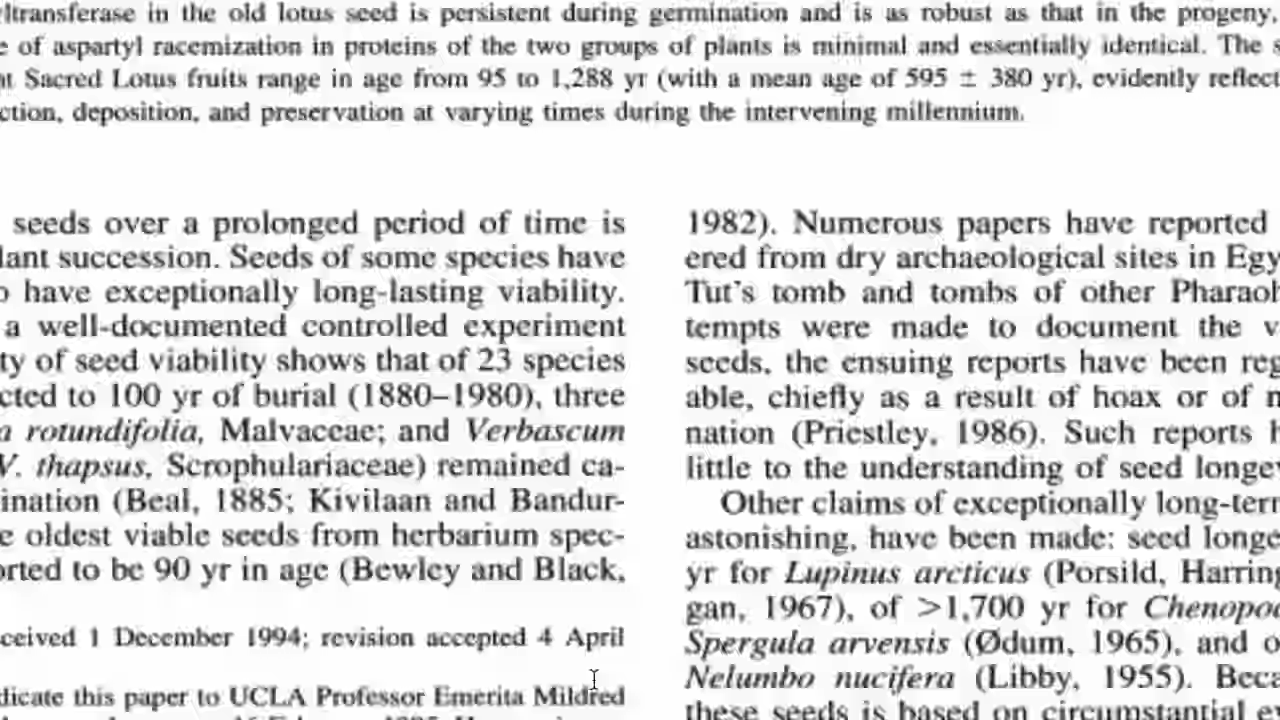 ltransferase in the old lotus seed is persistent during germination and is as robust as that in the progeny.
e of aspartyl racemization in proteins of the two groups of plants is minimal and essentially identical. The s
nt Sacred Lotus fruits range in age from 95 to 1,288 yr (with a mean age of 595 ± 380 yr), evidently reflect
ction, deposition, and preservation at varying times during the intervening millennium.
seeds over a prolonged period of time is
lant succession. Seeds of some species have
o have exceptionally long-lasting viability.
a well-documented controlled experiment
ty of seed viability shows that of 23 species
cted to 100 yr of burial (1880–1980), three
a rotundifolia, Malvaceae; and Verbascum
V. thapsus, Scrophulariaceae) remained ca-
ination (Beal, 1885; Kivilaan and Bandur-
e oldest viable seeds from herbarium spec-
orted to be 90 yr in age (Bewley and Black,
ceived 1 December 1994; revision accepted 4 April
dicate this paper to UCLA Professor Emerita Mildred
1982). Numerous papers have reported
ered from dry archaeological sites in Egy
Tut's tomb and tombs of other Pharaoh
tempts were made to document the v
seeds, the ensuing reports have been reg
able, chiefly as a result of hoax or of m
nation (Priestley, 1986). Such reports h
little to the understanding of seed longev
Other claims of exceptionally long-term
astonishing, have been made: seed longe
yr for Lupinus arcticus (Porsild, Harring
gan, 1967), of >1,700 yr for Chenopod
Spergula arvensis (Ødum, 1965), and o
Nelumbo nucifera (Libby, 1955). Beca
these seeds is based on circumstantial ev